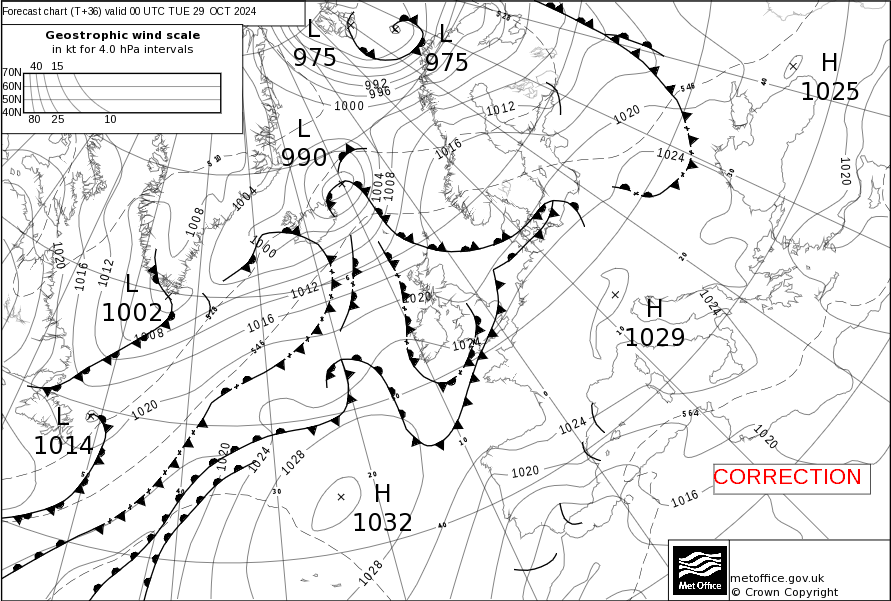 Forecast chart (T+36) valid 00 UTC TUE 29 OCT 2024
Geostrophic wind scale
in kt for 4.0 hPa intervals
40 15
70N
60N
50N
40N
80 25 10
L
975
L
975
528
992
996
1000
1012
1016
1020
1024
546
40
H
1025
1020
30
L
990
510
1004
1008
1004
1008
1000
1012
1016
546
1020
1016
1012
L
1002
1008
528
1020
1024
20
H
1029
10
1024
0
564
1020
1024
1020
1016
L
1014
50
1020
40
1020
1024
1028
30
20
10
40
H
1032
1028
CORRECTION
Met Office
metoffice.gov.uk
© Crown Copyright